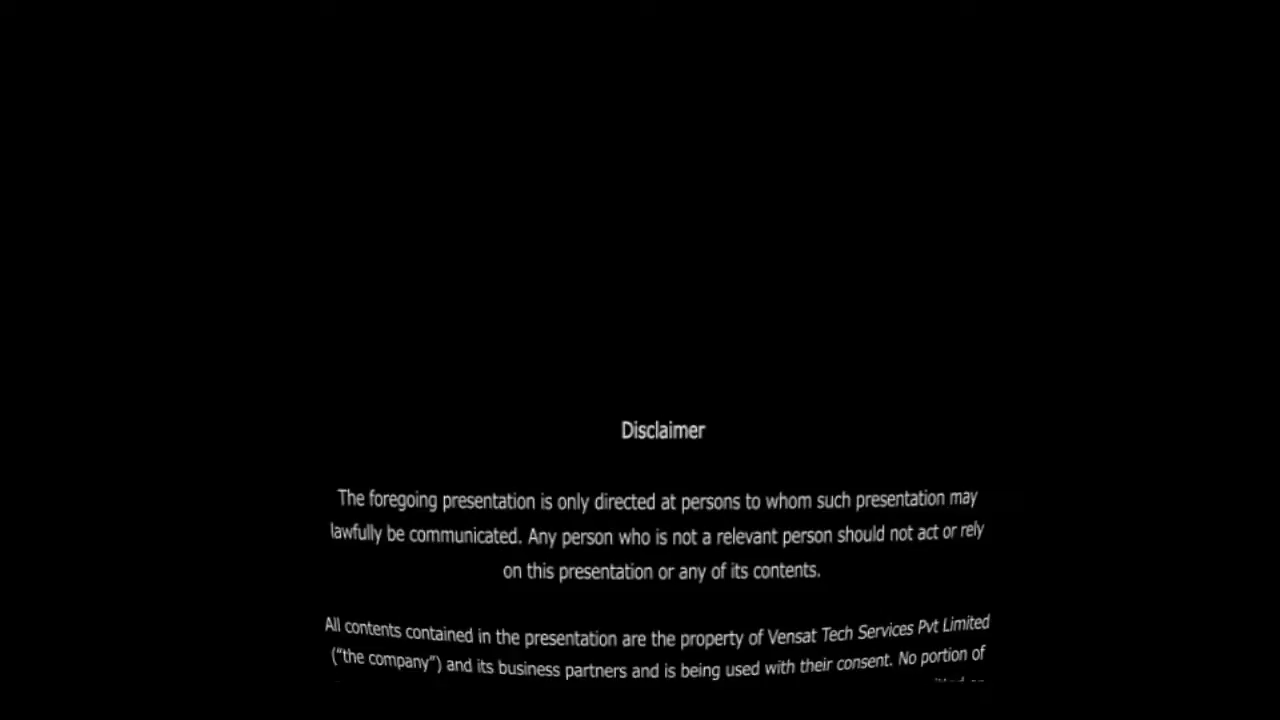 Disclaimer
The foregoing presentation is only directed at persons to whom such presentation may
lawfully be communicated. Any person who is not a relevant person should not act or rely
on this presentation or any of its contents.
All contents contained in the presentation are the property of Vensat Tech Services Pvt Limited
("the company") and its business partners and is being used with their consent. No portion of